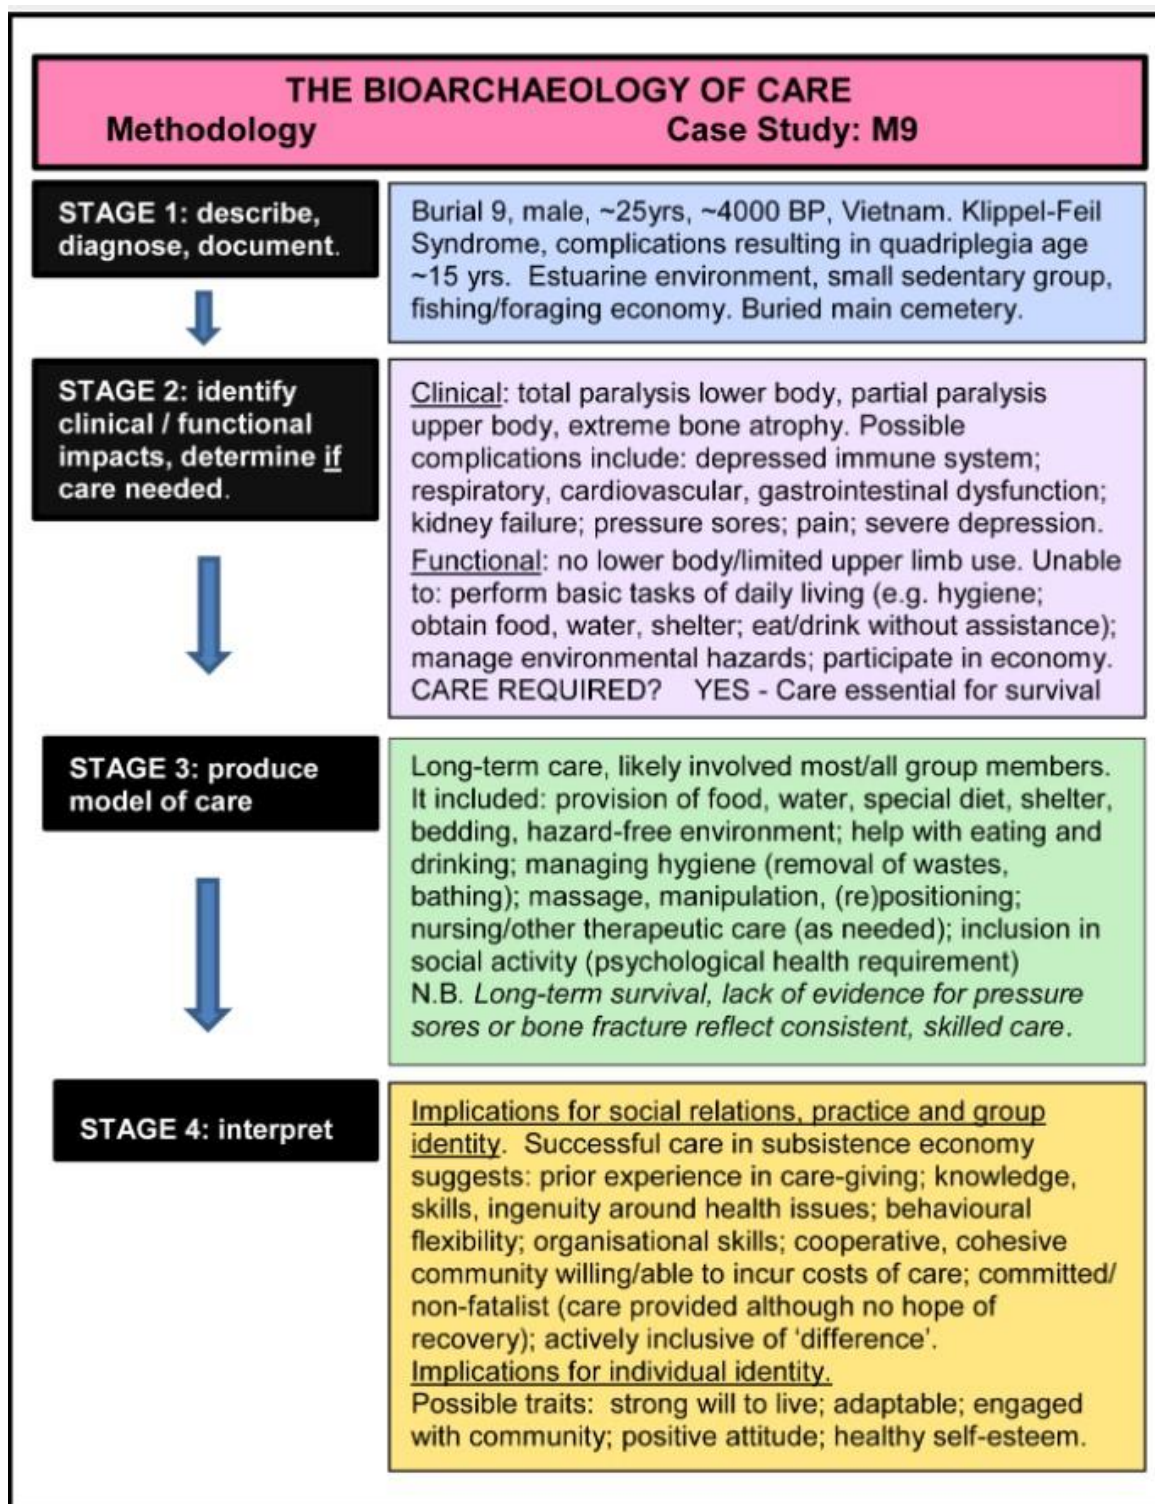 THE BIOARCHAEOLOGY OF CARE
Methodology Case Study: M9
STAGE 1: describe,
diagnose, document.
Burial 9, male, ~25yrs, ~4000 BP, Vietnam. Klippel-Feil
Syndrome, complications resulting in quadriplegia age
~15 yrs. Estuarine environment, small sedentary group,
fishing/foraging economy. Buried main cemetery.
STAGE 2: identify
clinical / functional
impacts, determine if
care needed.
Clinical: total paralysis lower body, partial paralysis
upper body, extreme bone atrophy. Possible
complications include: depressed immune system;
respiratory, cardiovascular, gastrointestinal dysfunction;
kidney failure; pressure sores; pain; severe depression.
Functional: no lower body/limited upper limb use. Unable
to: perform basic tasks of daily living (e.g. hygiene;
obtain food, water, shelter; eat/drink without assistance);
manage environmental hazards; participate in economy.
CARE REQUIRED? YES - Care essential for survival
STAGE 3: produce
model of care
Long-term care, likely involved most/all group members.
It included: provision of food, water, special diet, shelter,
bedding, hazard-free environment; help with eating and
drinking; managing hygiene (removal of wastes,
bathing); massage, manipulation, (re)positioning;
nursing/other therapeutic care (as needed); inclusion in
social activity (psychological health requirement)
N.B. Long-term survival, lack of evidence for pressure
sores or bone fracture reflect consistent, skilled care.
STAGE 4: interpret
Implications for social relations, practice and group
identity. Successful care in subsistence economy
suggests: prior experience in care-giving; knowledge,
skills, ingenuity around health issues; behavioural
flexibility; organisational skills; cooperative, cohesive
community willing/able to incur costs of care; committed/
non-fatalist (care provided although no hope of
recovery); actively inclusive of ‘difference’.
Implications for individual identity.
Possible traits: strong will to live; adaptable; engaged
with community; positive attitude; healthy self-esteem.